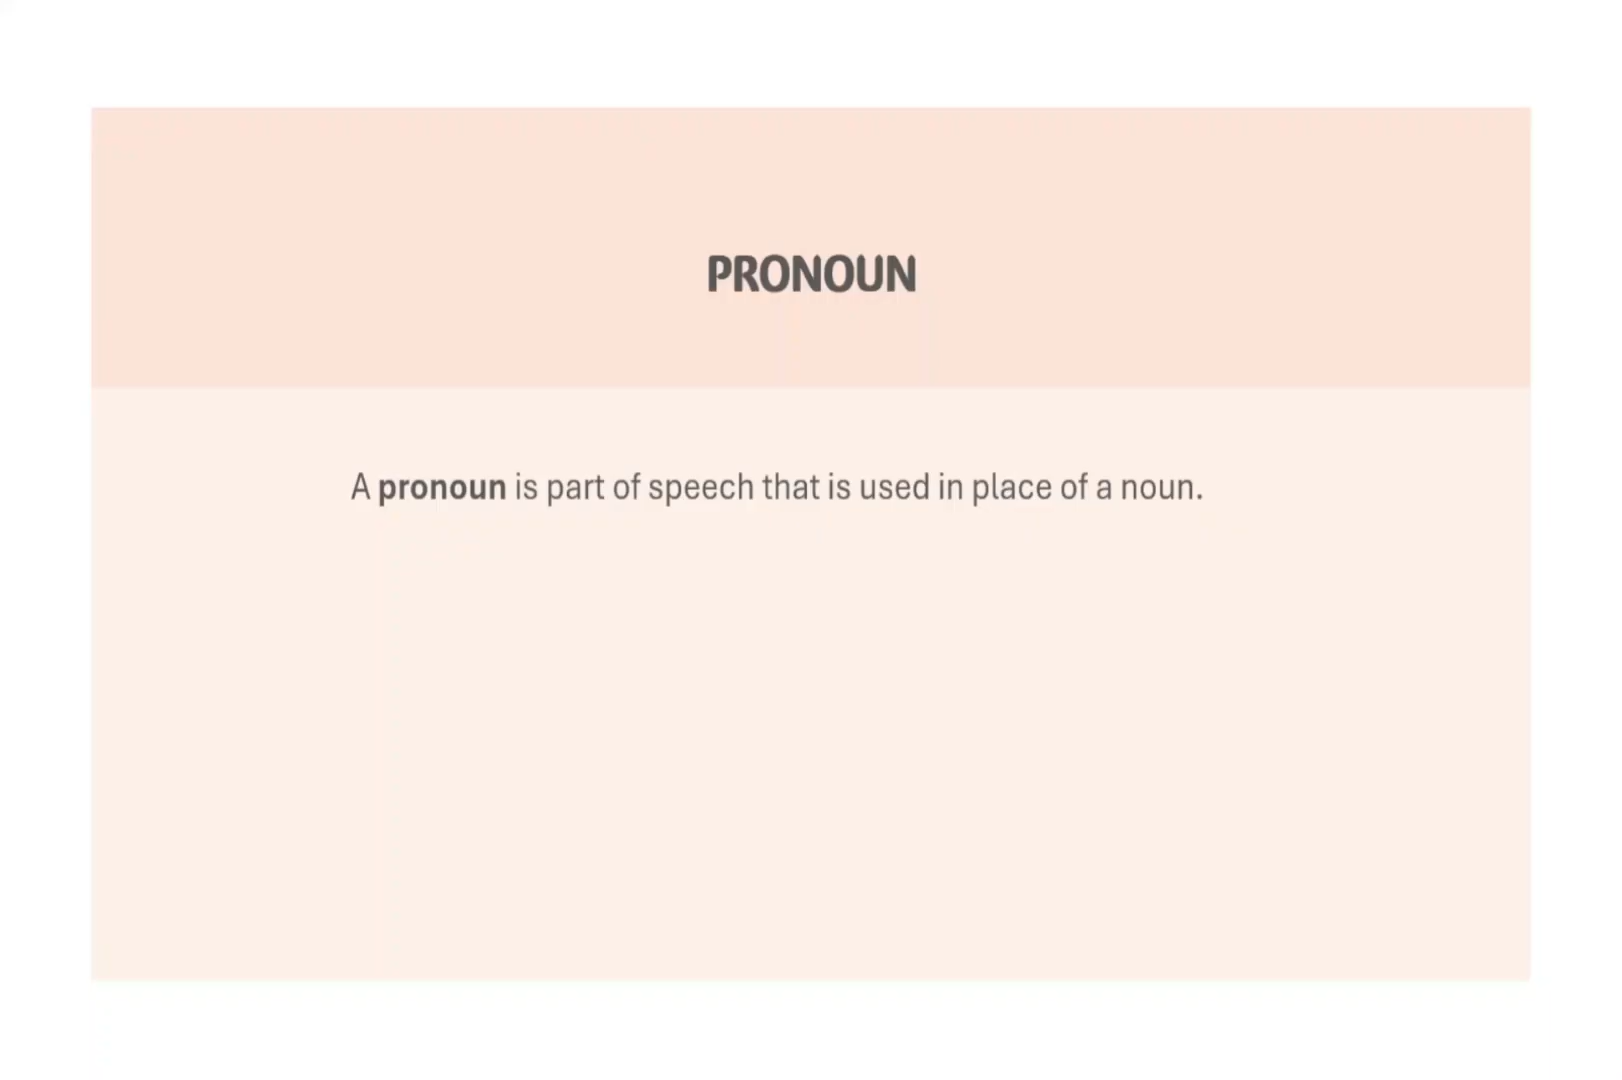 PRONOUN
A pronoun is part of speech that is used in place of a noun.